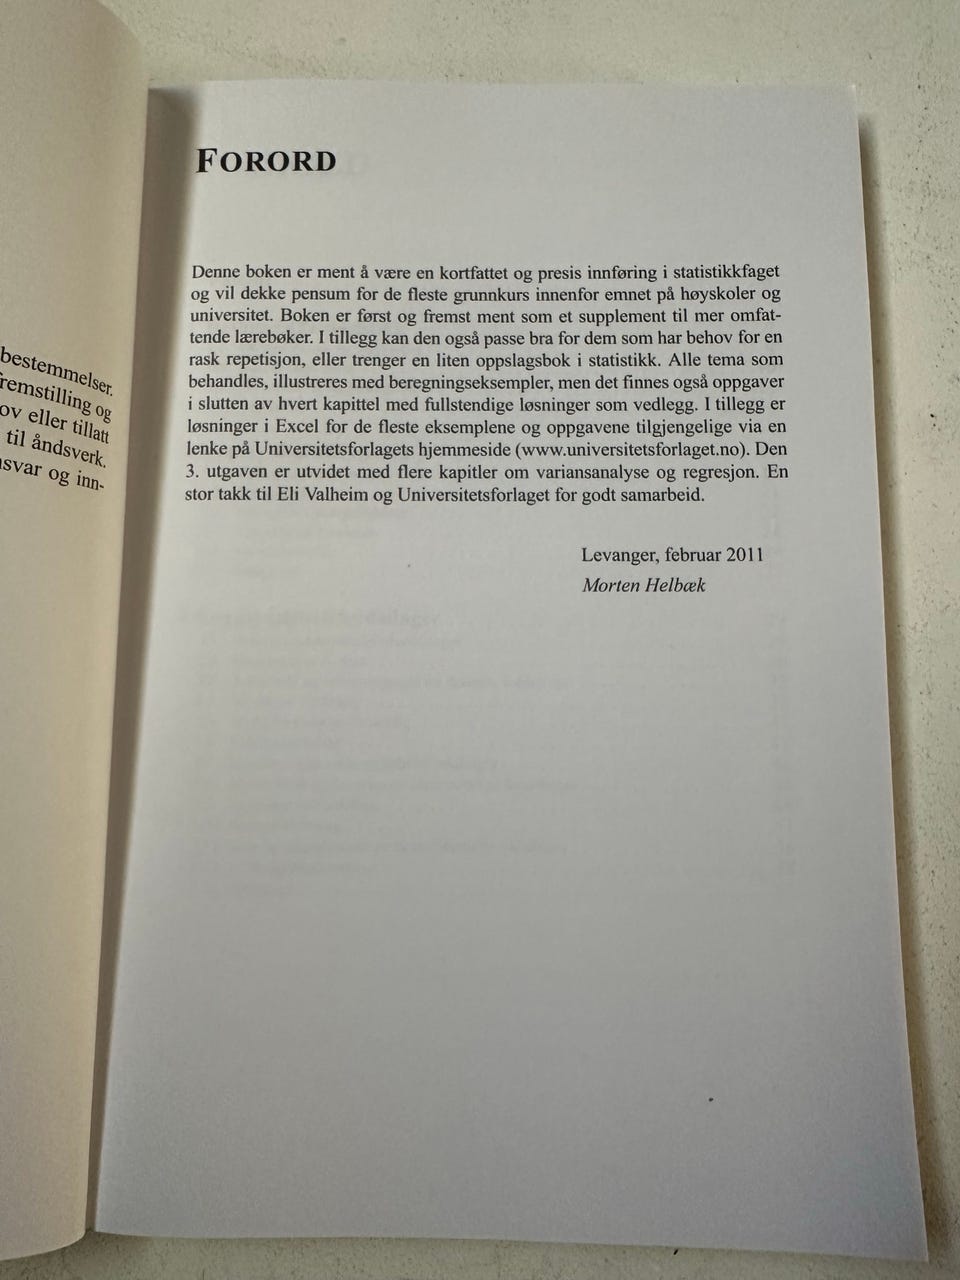 bestemmelser.
remstilling og
ov eller tillatt
til åndsverk.
svar og inn-
FORORD
Denne boken er ment å være en kortfattet og presis innføring i statistikkfaget
og vil dekke pensum for de fleste grunnkurs innenfor emnet på høyskoler og
universitet. Boken er først og fremst ment som et supplement til mer omfat-
tende lærebøker. I tillegg kan den også passe bra for dem som har behov for en
rask repetisjon, eller trenger en liten oppslagsbok i statistikk. Alle tema som
behandles, illustreres med beregningseksempler, men det finnes også oppgaver
i slutten av hvert kapittel med fullstendige løsninger som vedlegg. I tillegg er
løsninger i Excel for de fleste eksemplene og oppgavene tilgjengelige via en
lenke på Universitetsforlagets hjemmeside (www.universitetsforlaget.no). Den
3. utgaven er utvidet med flere kapitler om variansanalyse og regresjon. En
stor takk til Eli Valheim og Universitetsforlaget for godt samarbeid.
Levanger, februar 2011
Morten Helbæk